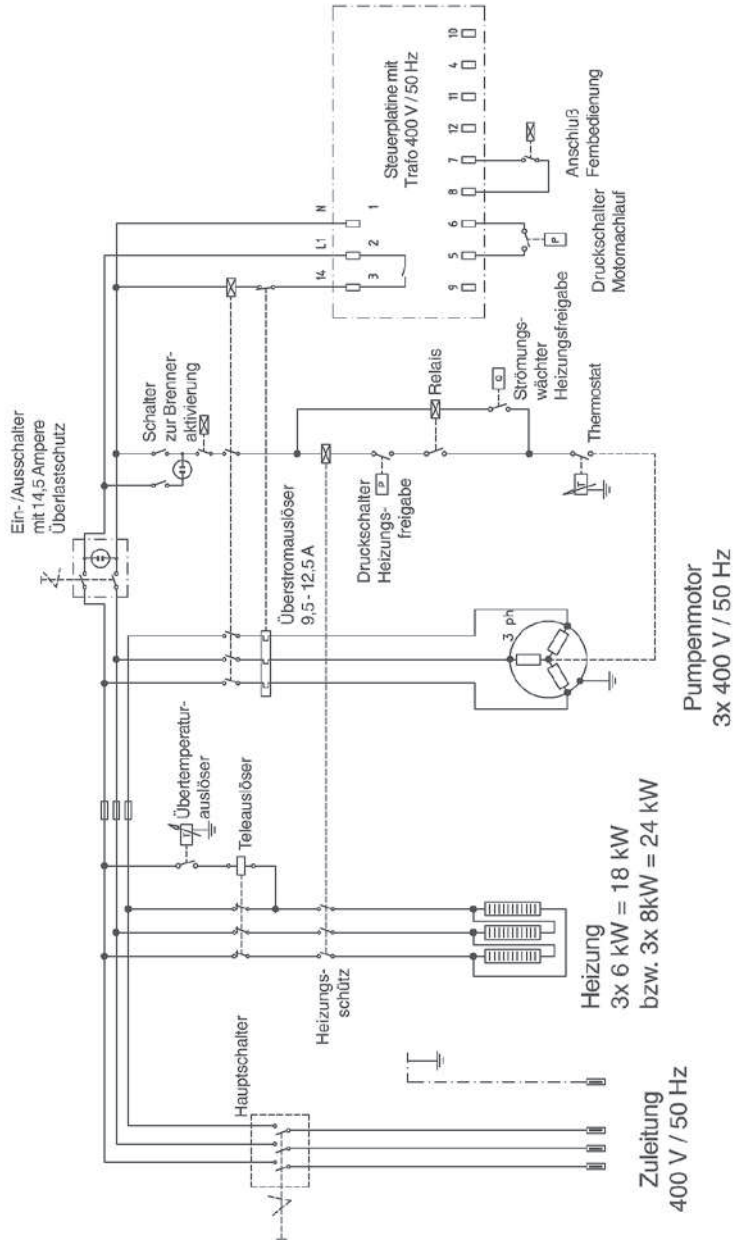 Ein-/Ausschalter
mit 14,5 Ampere
Überlastschutz
Schalter
zur Brenner-
aktivierung
Hauptschalter
Übertemperatur-
auslöser
T
Teleauslöser
Heizungs-
schütz
Überstromauslöser
9,5 - 12,5 A
Druckschalter
Heizungs-
freigabe
P
Relais
Q
Strömungs-
wächter
Heizungsfreigabe
Thermostat
T
3 ph
14
L1
N
3
2
1
Steuerplatine mit
Trafo 400 V / 50 Hz
9
5
6
8
7
12
11
4
10
P
Druckschalter
Motornachlauf
Anschluß
Fernbedienung
Zuleitung
400 V / 50 Hz
Heizung
3x 6 kW = 18 kW
bzw. 3x 8kW = 24 kW
Pumpenmotor
3x 400 V / 50 Hz